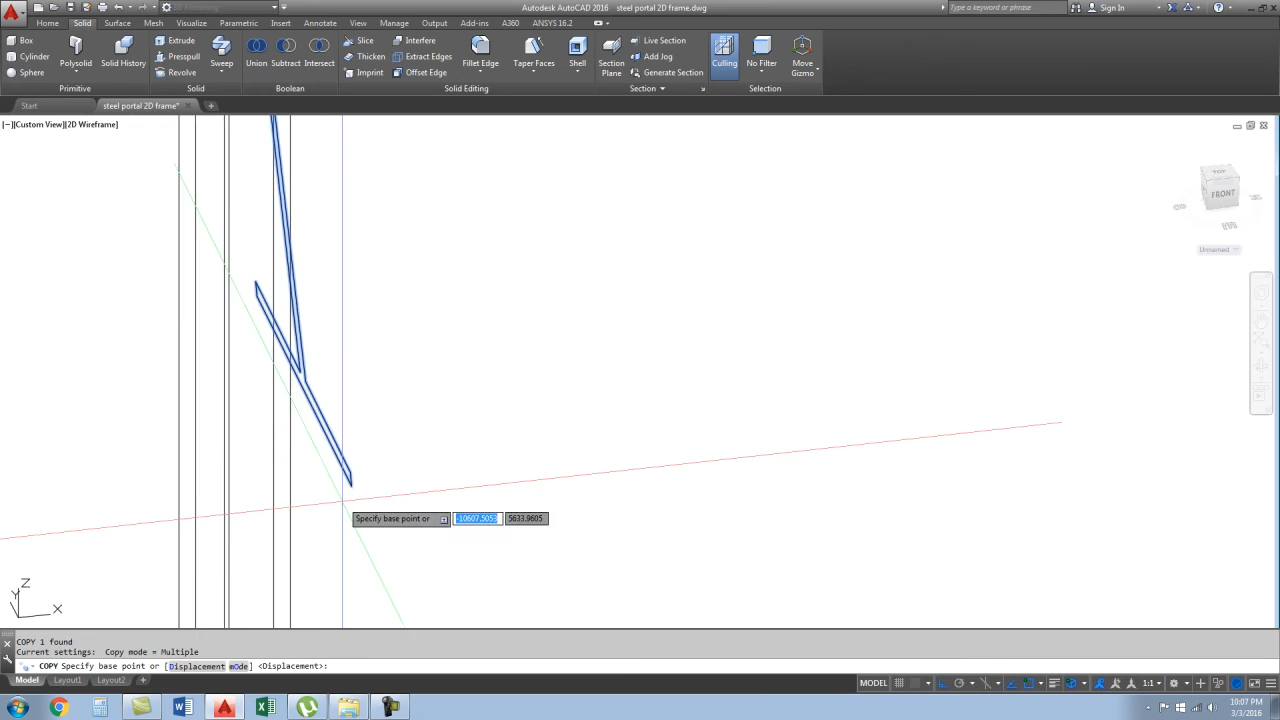 3D Modeling
Autodesk AutoCAD 2016 steel portal 2D frame.dwg
Type a keyword or phrase
Sign In
Home Solid Surface Mesh Visualize Parametric Insert Annotate View Manage Output Add-ins A360 ANSYS 16.2
Box
Cylinder
Sphere
Polysolid
Solid History
Extrude
Presspull
Revolve
Sweep
Union
Subtract
Intersect
Slice
Thicken
Imprint
Interfere
Extract Edges
Offset Edge
Fillet Edge
Taper Faces
Shell
Section
Plane
Live Section
Add Jog
Generate Section
Culling
No Filter
Move
Gizmo
Primitive
Solid
Boolean
Solid Editing
Section
Selection
Start
steel portal 2D frame*
[−][Custom View][2D Wireframe]
FRONT
Unnamed
Specify base point or
-10607.5053
5633.9605
Z
Y
X
COPY 1 found
Current settings: Copy mode = Multiple
COPY Specify base point or [Displacement mOde] <Displacement>:
Model Layout1 Layout2 +
MODEL
1:1
10:07 PM
3/3/2016